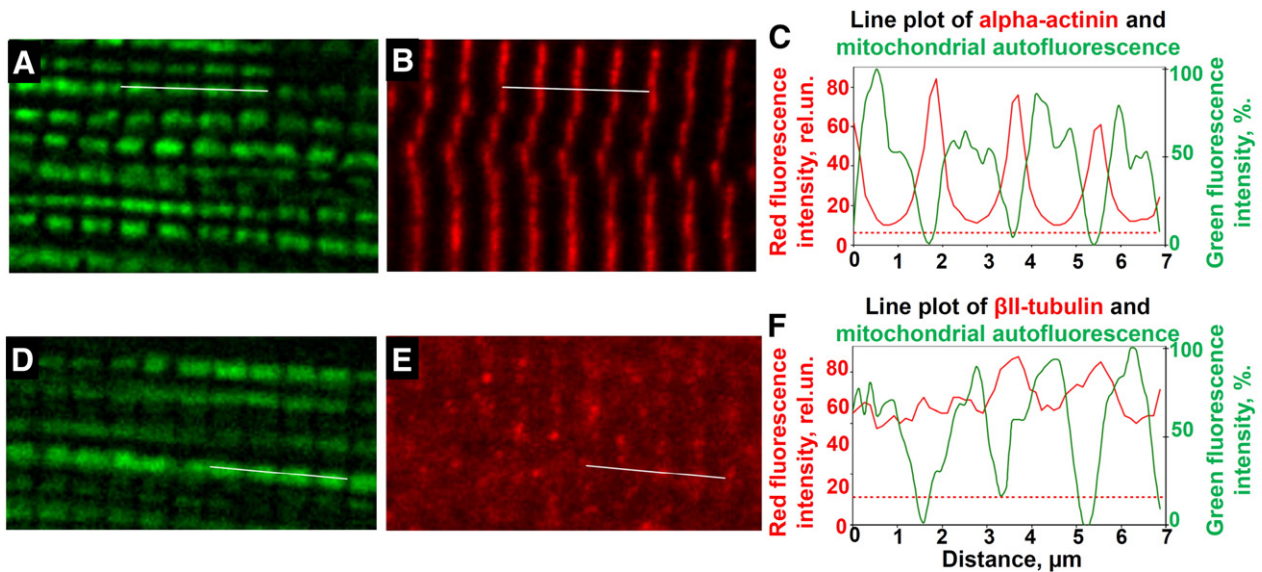 A
B
C
Line plot of alpha-actinin and
mitochondrial autofluorescence
Red fluorescence
intensity, rel.un.
80
60
40
20
0
100
50
0
Green fluorescence
intensity, %.
0 1 2 3 4 5 6 7
D
E
F
Line plot of βII-tubulin and
mitochondrial autofluorescence
Red fluorescence
intensity, rel.un.
80
60
40
20
0
100
50
0
Green fluorescence
intensity, %.
0 1 2 3 4 5 6 7
Distance, µm